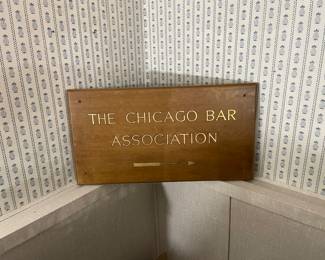 THE CHICAGO BAR
ASSOCIATION